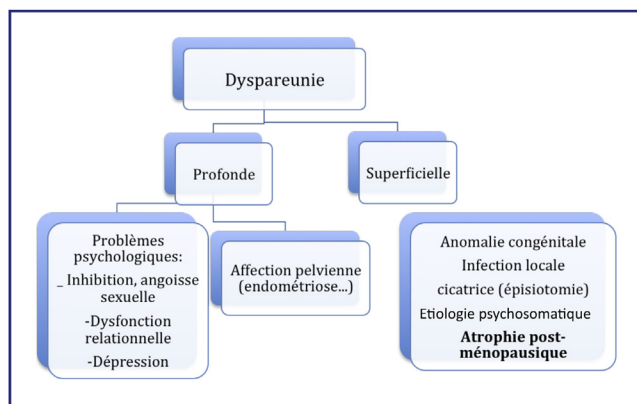 Dyspareunie
Profonde
Superficielle
Problèmes
psychologiques:
_ Inhibition, angoisse
sexuelle
-Dysfonction
relationnelle
-Dépression
Affection pelvienne
(endométriose...)
Anomalie congénitale
Infection locale
cicatrice (épisiotomie)
Etiologie psychosomatique
Atrophie post-
ménopausique